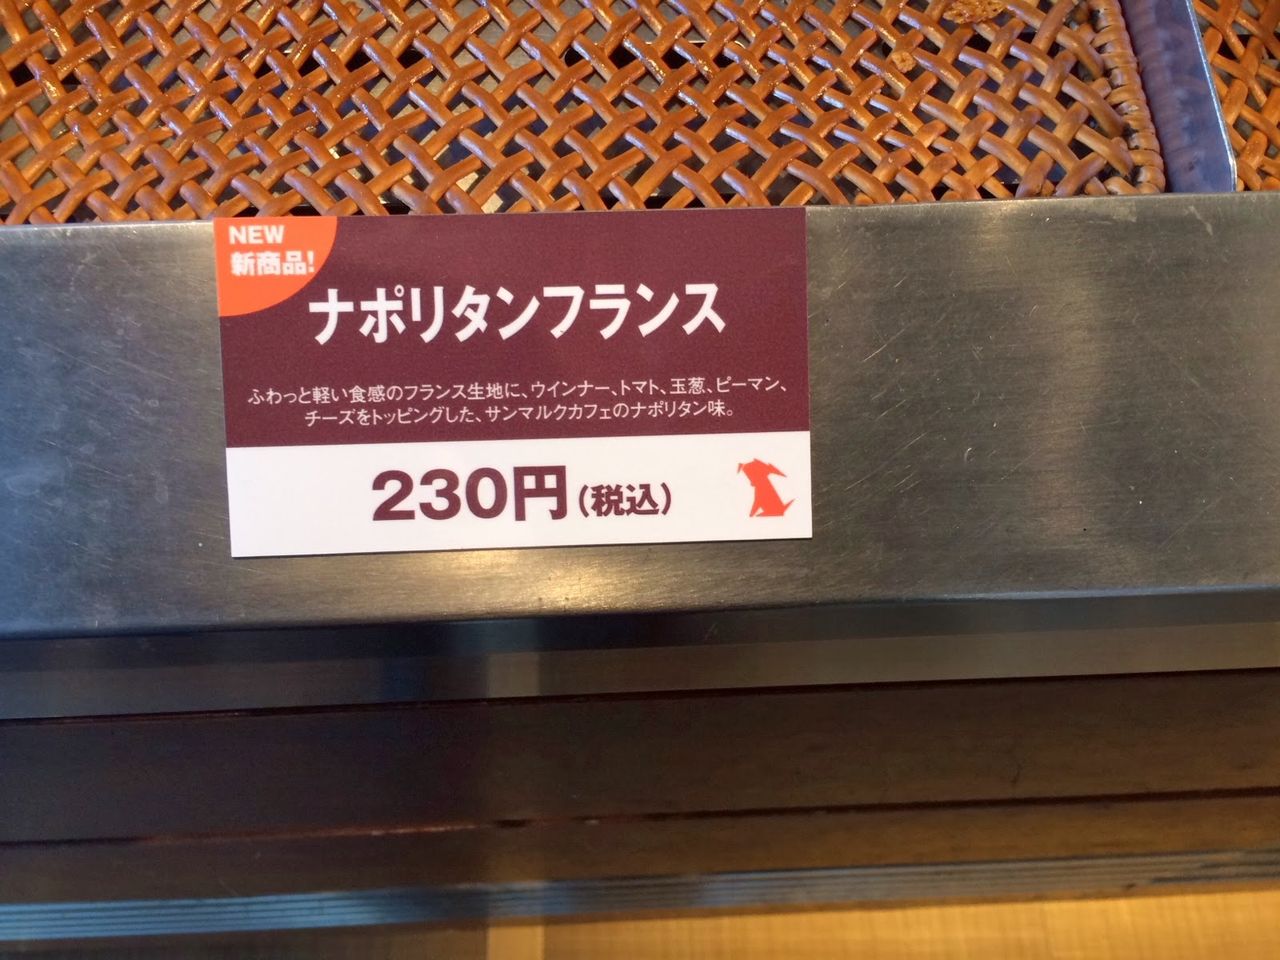 NEW
新商品!
ナポリタンフランス
ふわっと軽い食感のフランス生地に、ウインナー、トマト、玉葱、ピーマン、
チーズをトッピングした、サンマルクカフェのナポリタン味。
230円(税込)